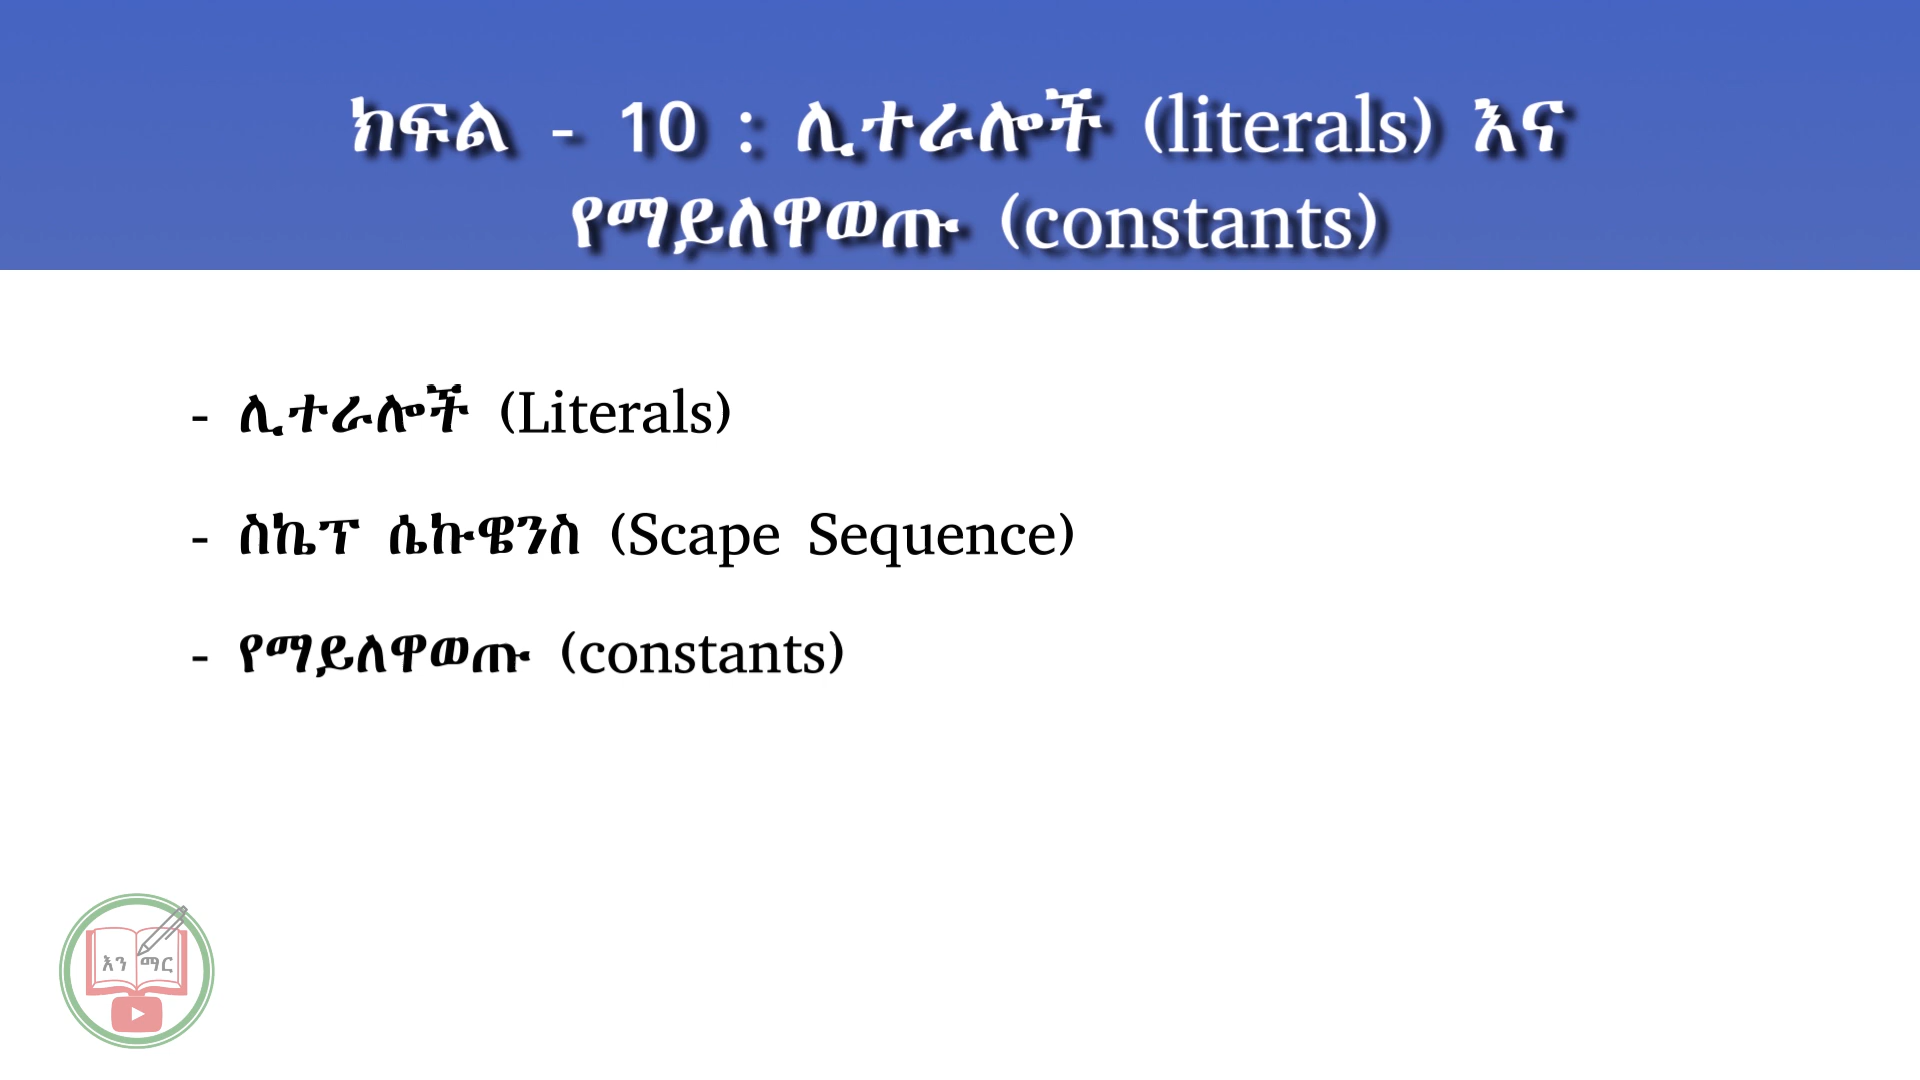 ክፍል - 10 : ሊተራሎች (literals) እና
የማይለዋወጡ (constants)
- ሊተራሎች (Literals)
- ስኬፕ ሴኩዌንስ (Scape Sequence)
- የማይለዋወጡ (constants)
እን ማር